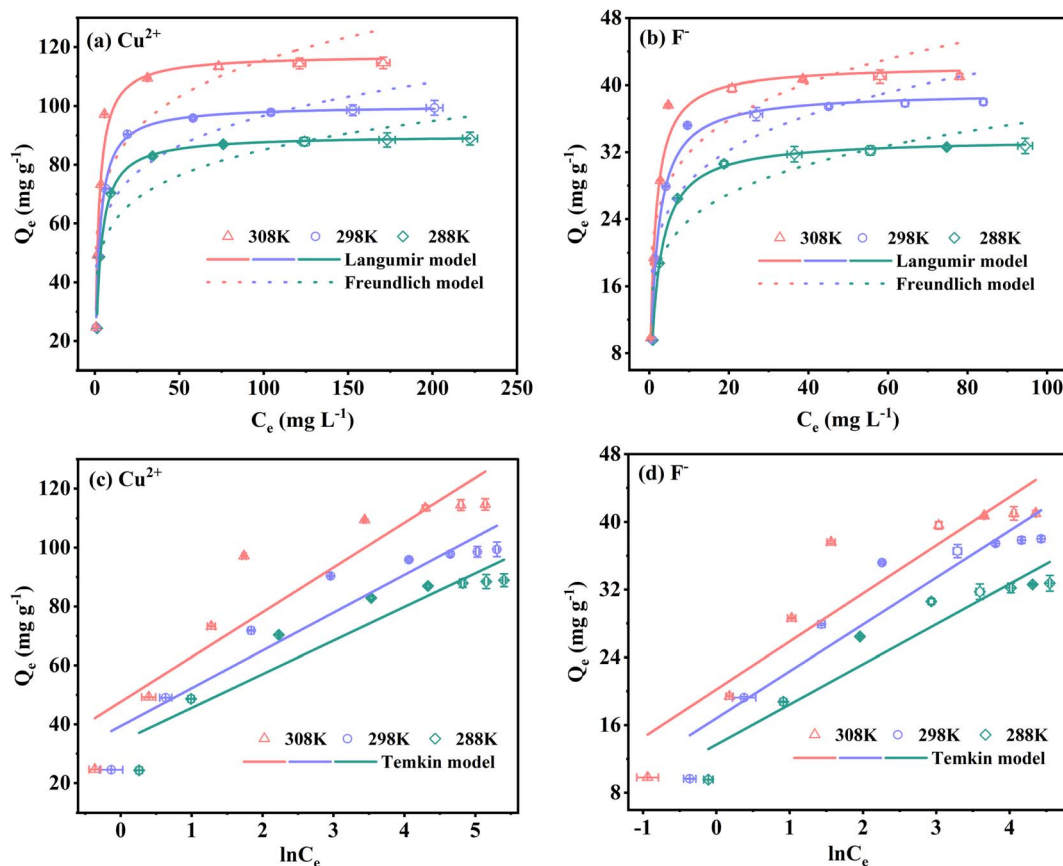 (a) Cu²⁺
Qₑ (mg g⁻¹)
120
100
80
60
40
20
308K 298K 288K
Langumir model
Freundlich model
0 50 100 150 200 250
Cₑ (mg L⁻¹)
(b) F⁻
Qₑ (mg g⁻¹)
48
40
32
24
16
8
308K 298K 288K
Langumir model
Freundlich model
0 20 40 60 80 100
Cₑ (mg L⁻¹)
(c) Cu²⁺
Qₑ (mg g⁻¹)
120
100
80
60
40
20
308K 298K 288K
Temkin model
0 1 2 3 4 5
lnCₑ
(d) F⁻
Qₑ (mg g⁻¹)
48
40
32
24
16
8
308K 298K 288K
Temkin model
-1 0 1 2 3 4
lnCₑ